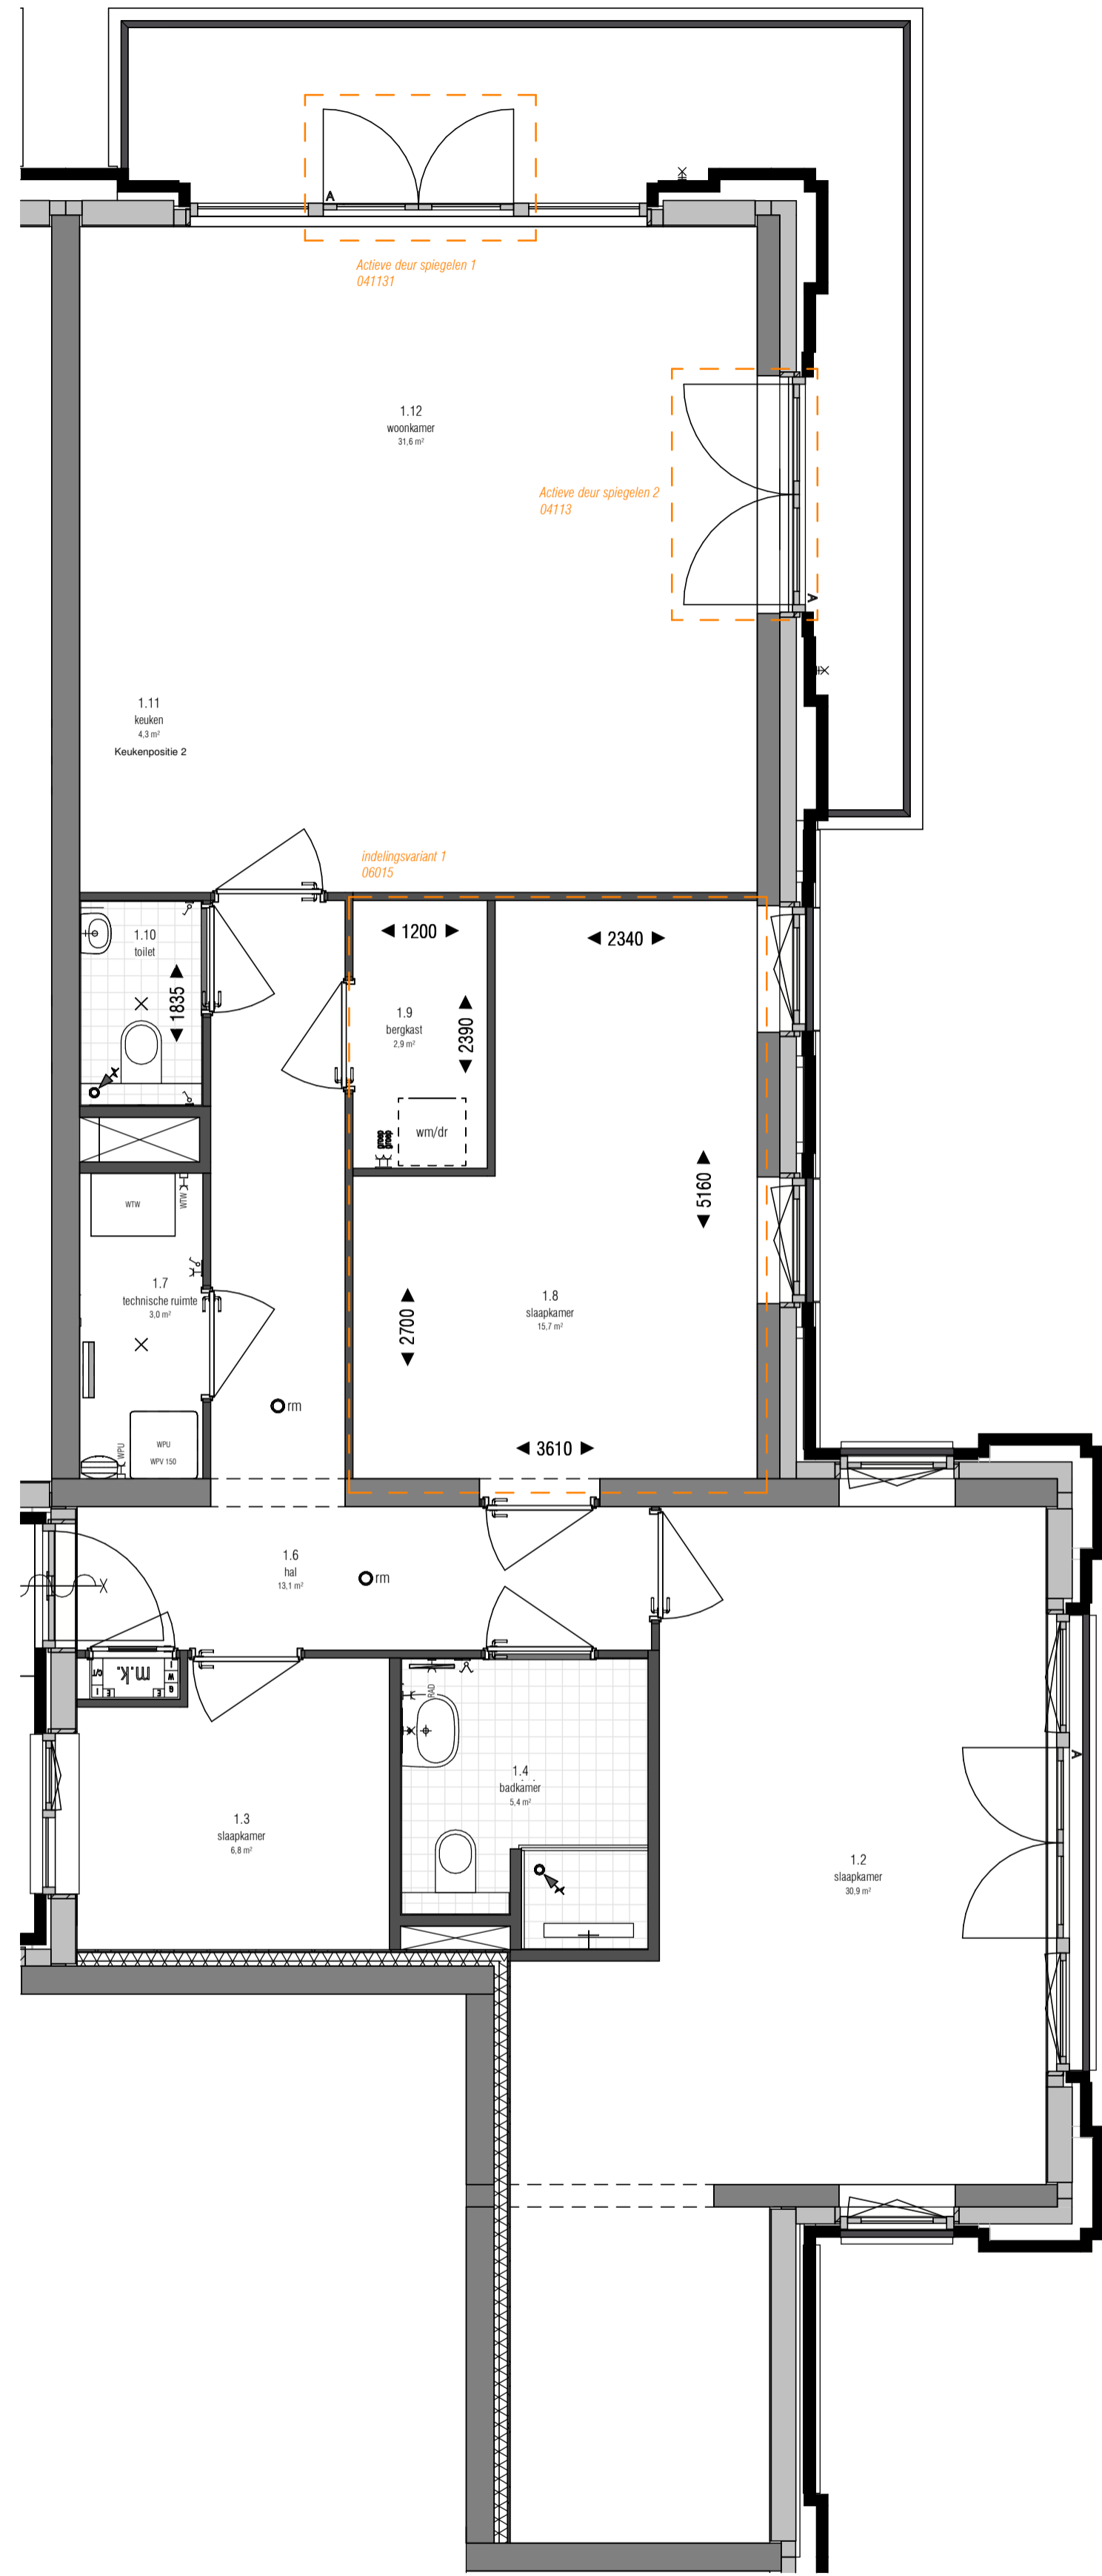 A
Actieve deur spiegelen 1
041131
1.12
woonkamer
31,6 m²
Actieve deur spiegelen 2
04113
A
1.11
keuken
4,3 m²
Keukenpositie 2
indelingsvariant 1
06015
1.10
toilet
1835
1200
2340
1.9
bergkast
2,9 m²
2390
wm/dr
groep
groep
WTW
WTW
5160
1.7
technische ruimte
3,0 m²
1.8
slaapkamer
15,7 m²
2700
rm
WPU
WPU
WPV 150
3610
1.6
hal
13,1 m²
rm
m.k.
RAD
1.4
badkamer
5,4 m²
A
1.3
slaapkamer
6,8 m²
1.2
slaapkamer
30,9 m²